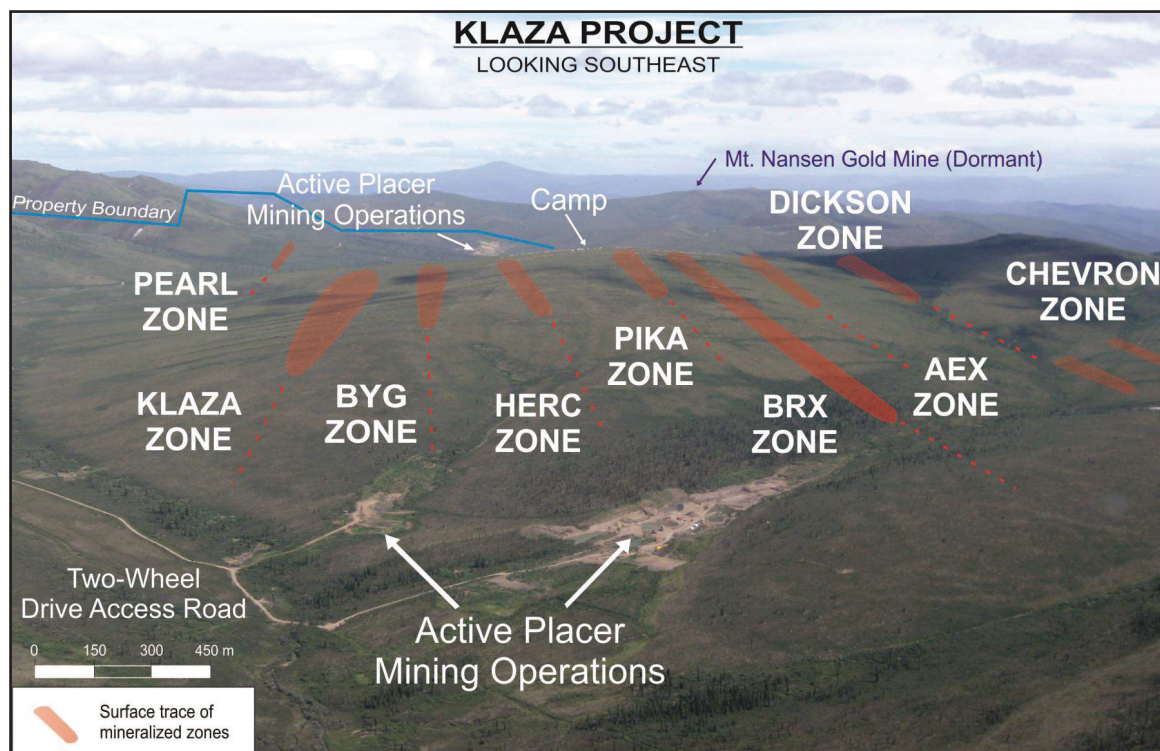 KLAZA PROJECT
LOOKING SOUTHEAST
Mt. Nansen Gold Mine (Dormant)
Active Placer
Mining Operations
Camp
DICKSON
ZONE
Property Boundary
PEARL
ZONE
CHEVRON
ZONE
PIKA
ZONE
AEX
ZONE
KLAZA
ZONE
BYG
ZONE
HERC
ZONE
BRX
ZONE
Two-Wheel
Drive Access Road
Active Placer
Mining Operations
0 150 300 450 m
Surface trace of
mineralized zones